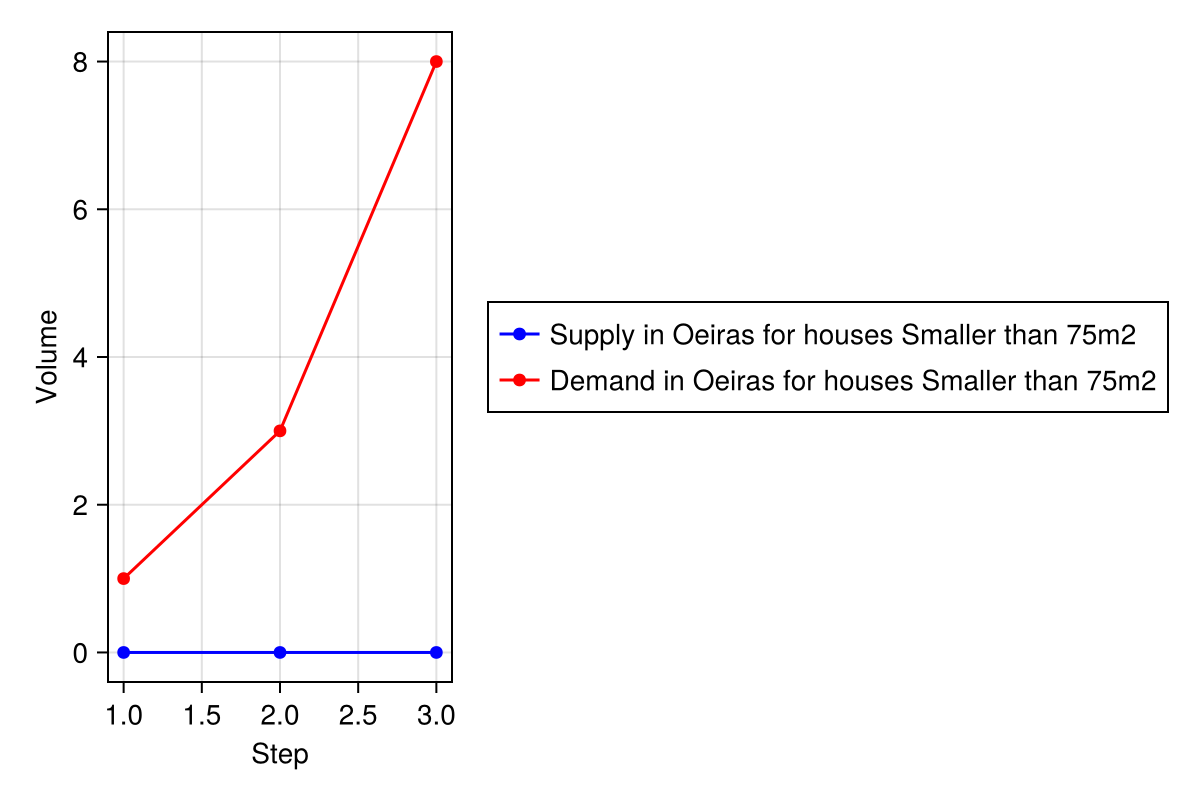 8
6
4
2
0
Volume
1.0 1.5 2.0 2.5 3.0
Step
Supply in Oeiras for houses Smaller than 75m2
Demand in Oeiras for houses Smaller than 75m2